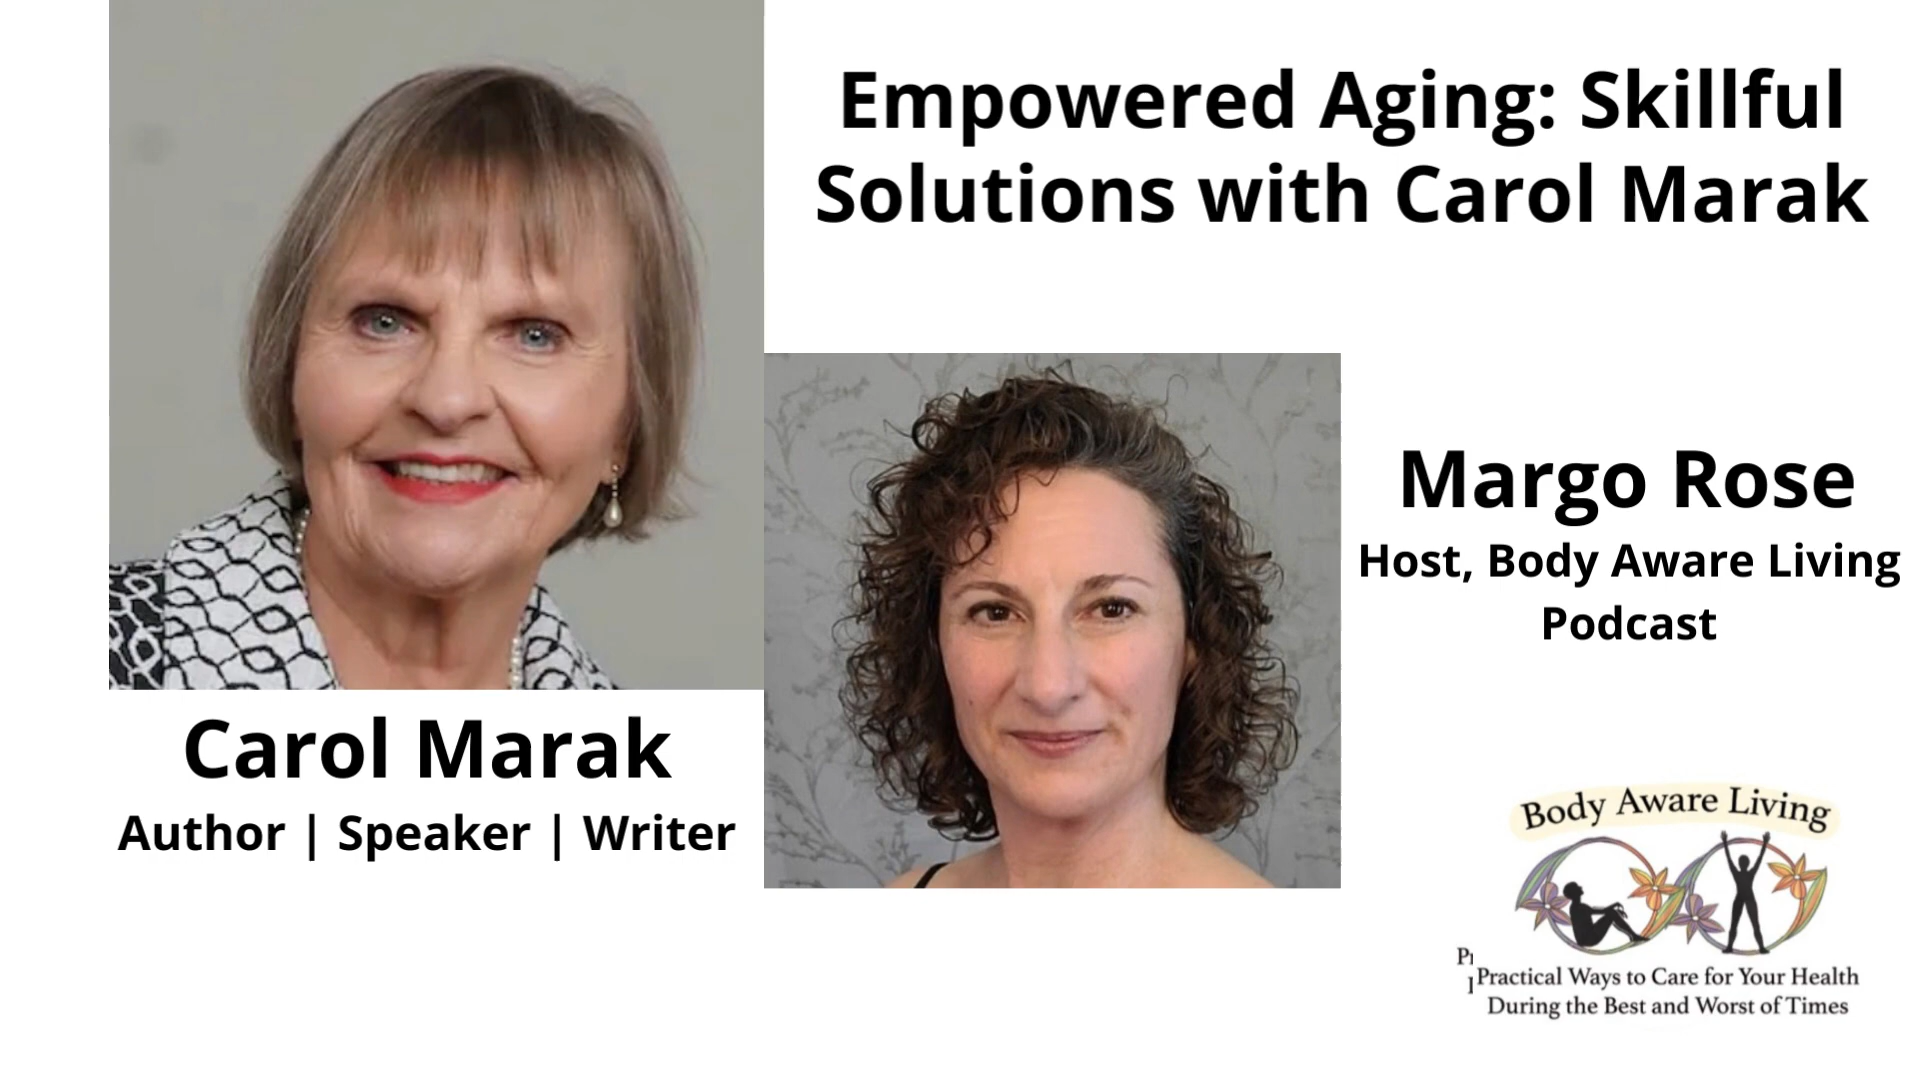 Empowered Aging: Skillful
Solutions with Carol Marak
Carol Marak
Author | Speaker | Writer
Margo Rose
Host, Body Aware Living
Podcast
Body Aware Living
Practical Ways to Care for Your Health
During the Best and Worst of Times